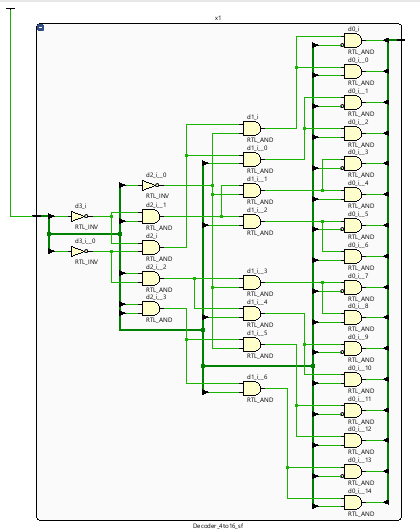 x1
d3_i
RTL_INV
d3_i__0
RTL_INV
d2_i__0
RTL_INV
d2_i__1
RTL_AND
d2_i
RTL_AND
d2_i__2
RTL_AND
d2_i__3
RTL_AND
d1_i
RTL_AND
d1_i__0
RTL_AND
d1_i__1
RTL_AND
d1_i__2
RTL_AND
d1_i__3
RTL_AND
d1_i__4
RTL_AND
d1_i__5
RTL_AND
d1_i__6
RTL_AND
d0_i
RTL_AND
d0_i__0
RTL_AND
d0_i__1
RTL_AND
d0_i__2
RTL_AND
d0_i__3
RTL_AND
d0_i__4
RTL_AND
d0_i__5
RTL_AND
d0_i__6
RTL_AND
d0_i__7
RTL_AND
d0_i__8
RTL_AND
d0_i__9
RTL_AND
d0_i__10
RTL_AND
d0_i__11
RTL_AND
d0_i__12
RTL_AND
d0_i__13
RTL_AND
d0_i__14
RTL_AND
Decoder_4to16_sf